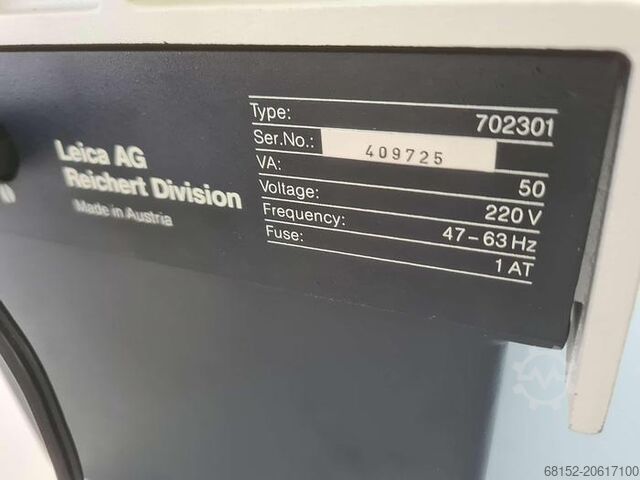 Leica AG
Reichert Division
Made in Austria
Type: 702301
Ser.No.: 409725
VA: 50
Voltage: 220 V
Frequency: 47-63 Hz
Fuse: 1 AT
68152-20617100